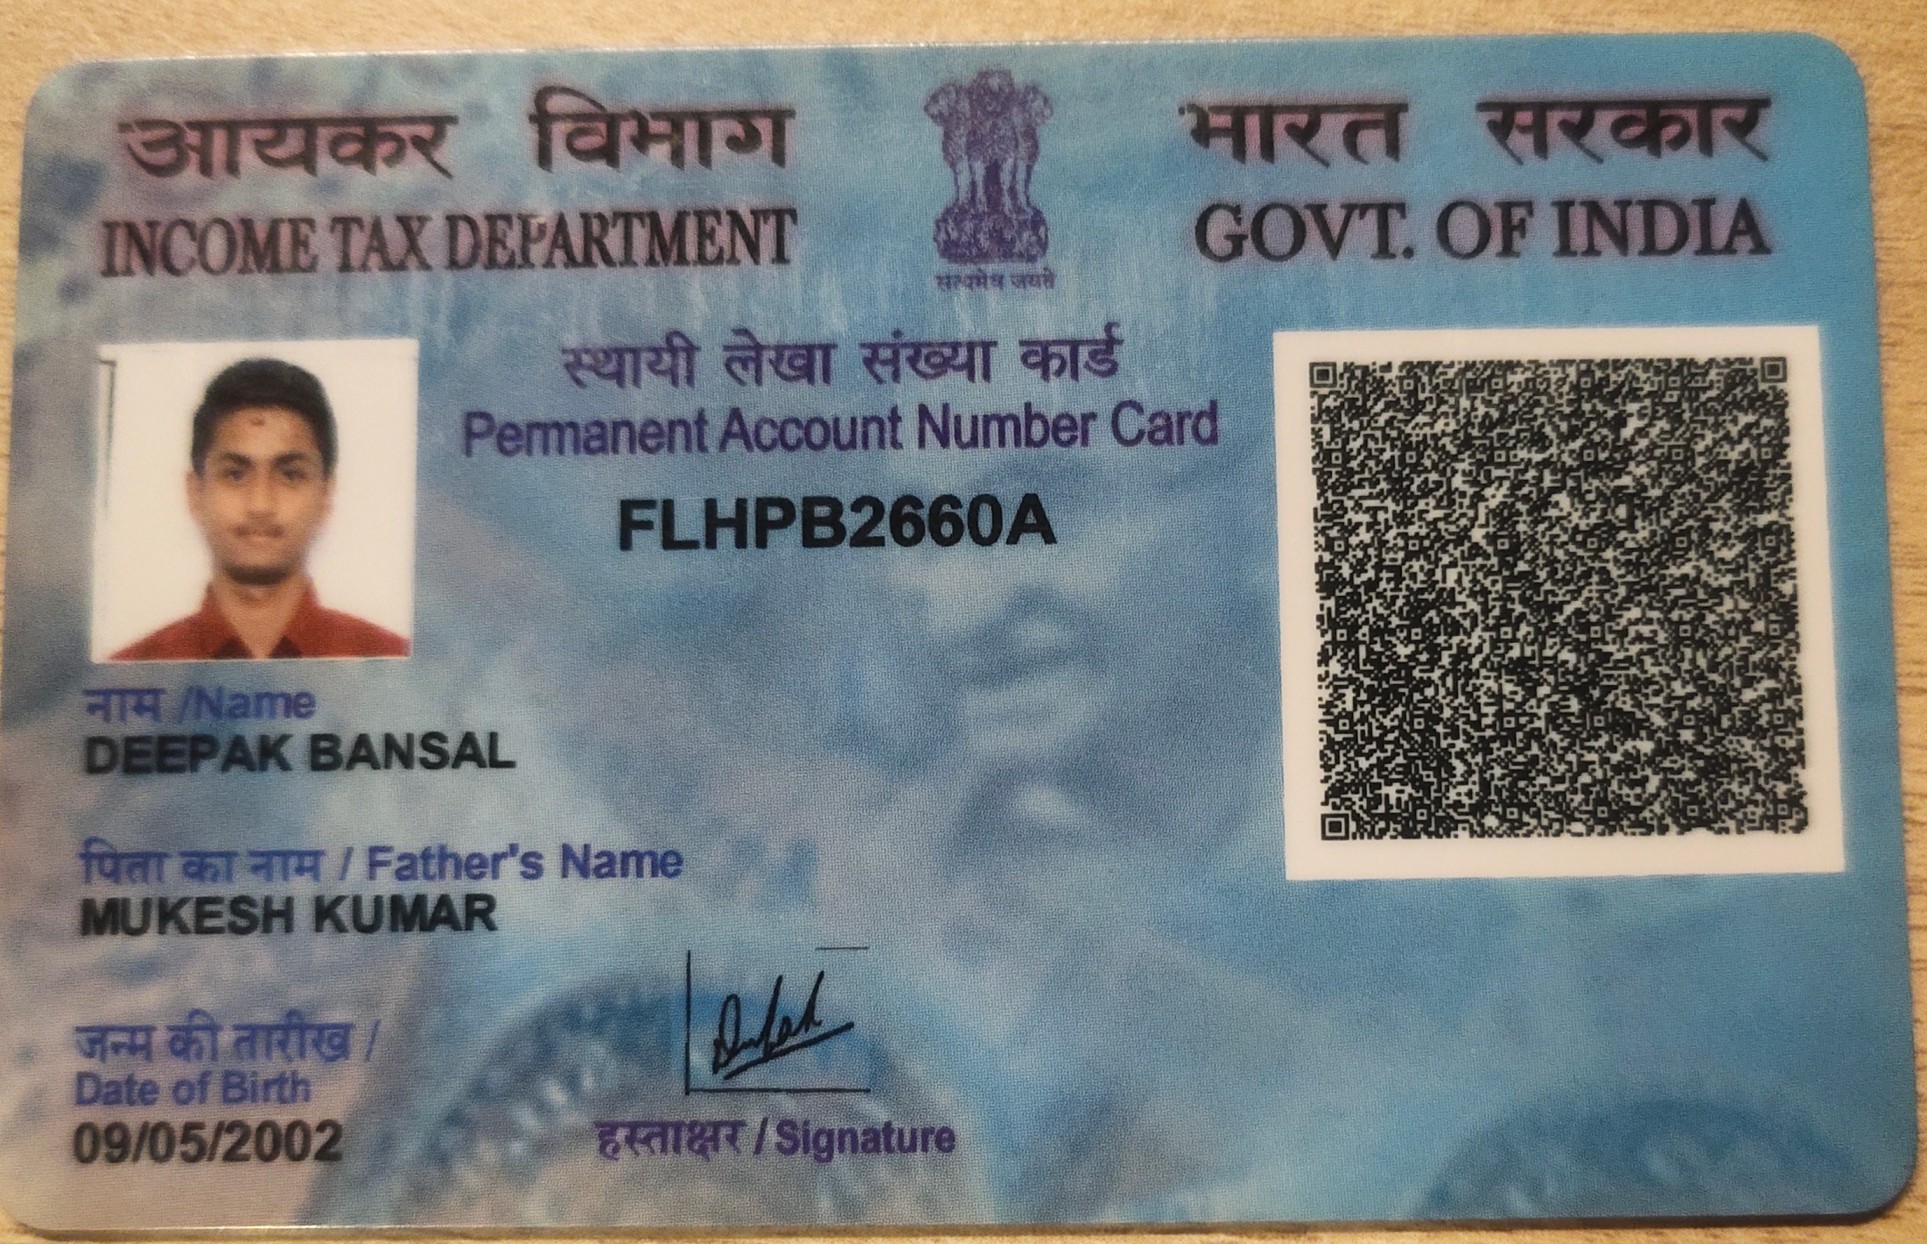 आयकर विभाग
INCOME TAX DEPARTMENT
सत्यमेव जयते
भारत सरकार
GOVT. OF INDIA
स्थायी लेखा संख्या कार्ड
Permanent Account Number Card
FLHPB2660A
नाम /Name
DEEPAK BANSAL
पिता का नाम / Father's Name
MUKESH KUMAR
जन्म की तारीख /
Date of Birth
09/05/2002
Deepak
हस्ताक्षर / Signature